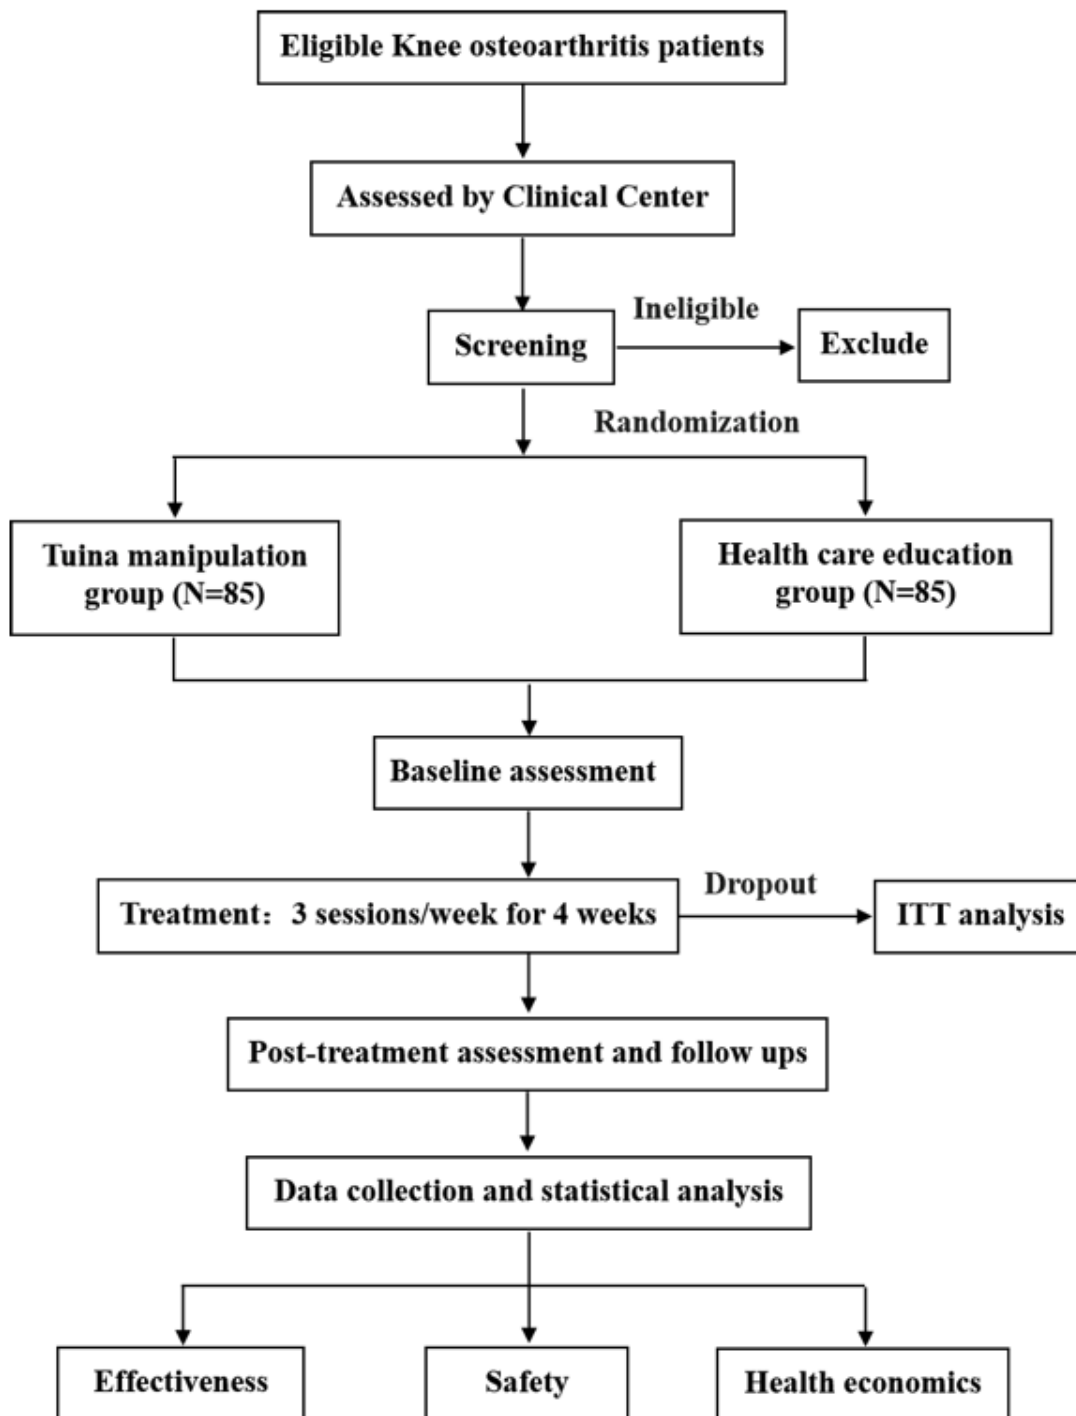 Eligible Knee osteoarthritis patients
Assessed by Clinical Center
Ineligible
Screening
Exclude
Randomization
Tuina manipulation
group (N=85)
Health care education
group (N=85)
Baseline assessment
Dropout
Treatment：3 sessions/week for 4 weeks
ITT analysis
Post-treatment assessment and follow ups
Data collection and statistical analysis
Effectiveness
Safety
Health economics